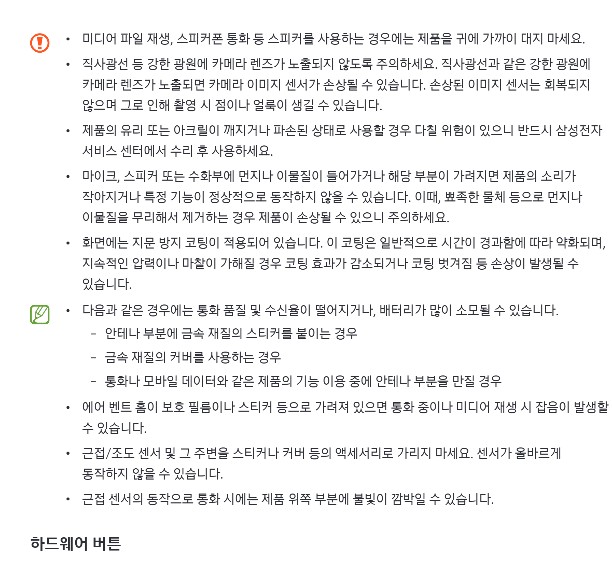 • 미디어 파일 재생, 스피커폰 통화 등 스피커를 사용하는 경우에는 제품을 귀에 가까이 대지 마세요.
• 직사광선 등 강한 광원에 카메라 렌즈가 노출되지 않도록 주의하세요. 직사광선과 같은 강한 광원에
카메라 렌즈가 노출되면 카메라 이미지 센서가 손상될 수 있습니다. 손상된 이미지 센서는 회복되지
않으며 그로 인해 촬영 시 점이나 얼룩이 생길 수 있습니다.
• 제품의 유리 또는 아크릴이 깨지거나 파손된 상태로 사용할 경우 다칠 위험이 있으니 반드시 삼성전자
서비스 센터에서 수리 후 사용하세요.
• 마이크, 스피커 또는 수화부에 먼지나 이물질이 들어가거나 해당 부분이 가려지면 제품의 소리가
작아지거나 특정 기능이 정상적으로 동작하지 않을 수 있습니다. 이때, 뾰족한 물체 등으로 먼지나
이물질을 무리해서 제거하는 경우 제품이 손상될 수 있으니 주의하세요.
• 화면에는 지문 방지 코팅이 적용되어 있습니다. 이 코팅은 일반적으로 시간이 경과함에 따라 약화되며,
지속적인 압력이나 마찰이 가해질 경우 코팅 효과가 감소되거나 코팅 벗겨짐 등 손상이 발생될 수
있습니다.
• 다음과 같은 경우에는 통화 품질 및 수신율이 떨어지거나, 배터리가 많이 소모될 수 있습니다.
– 안테나 부분에 금속 재질의 스티커를 붙이는 경우
– 금속 재질의 커버를 사용하는 경우
– 통화나 모바일 데이터와 같은 제품의 기능 이용 중에 안테나 부분을 만질 경우
• 에어 벤트 홀이 보호 필름이나 스티커 등으로 가려져 있으면 통화 중이나 미디어 재생 시 잡음이 발생할
수 있습니다.
• 근접/조도 센서 및 그 주변을 스티커나 커버 등의 액세서리로 가리지 마세요. 센서가 올바르게
동작하지 않을 수 있습니다.
• 근접 센서의 동작으로 통화 시에는 제품 위쪽 부분에 불빛이 깜박일 수 있습니다.
하드웨어 버튼